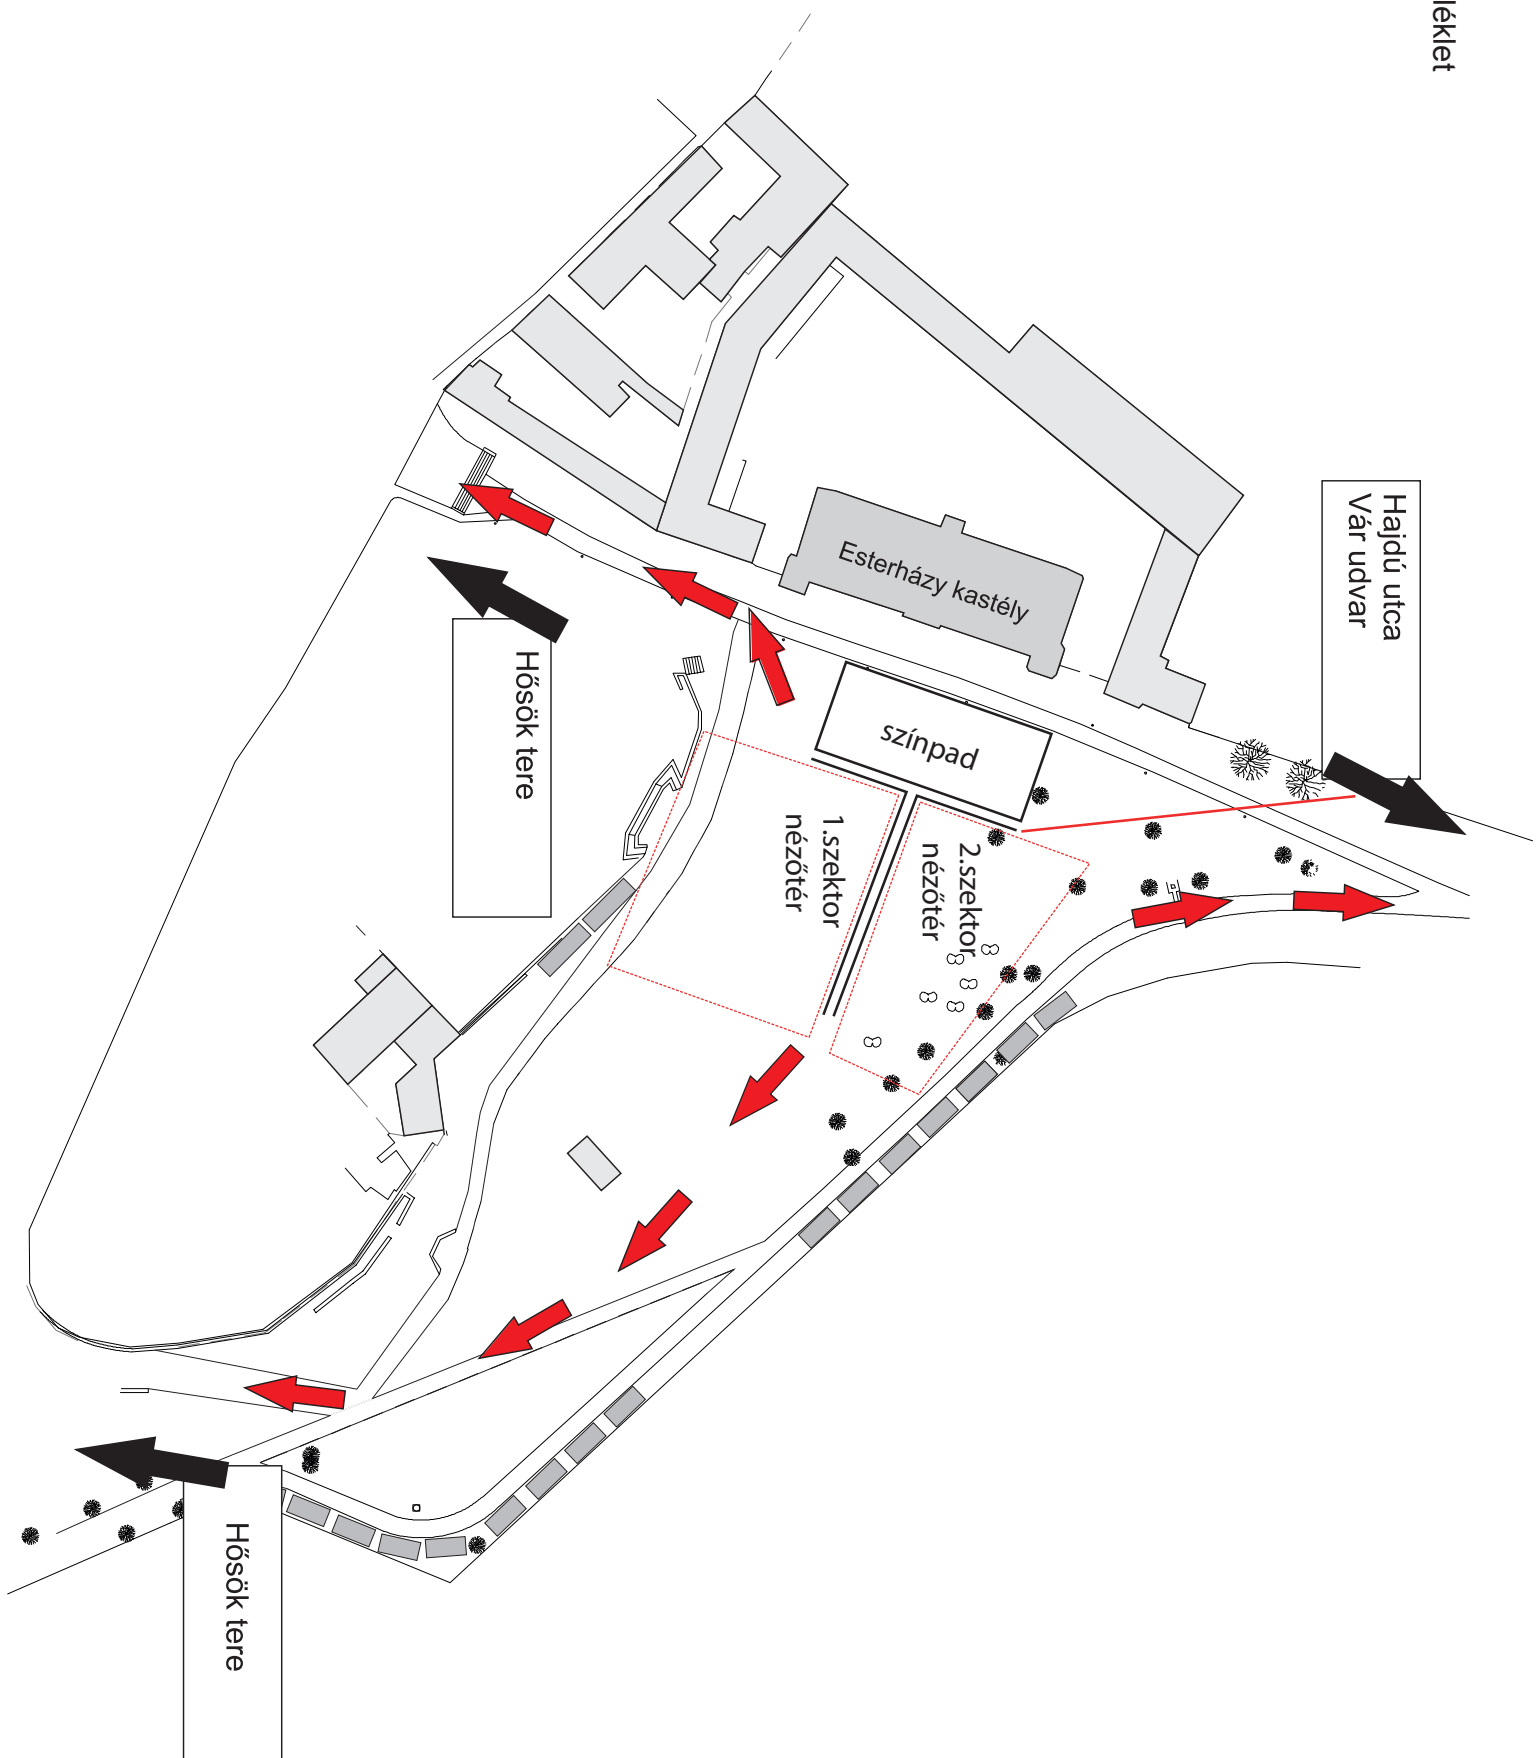 léklet
Hajdú utca
Vár udvar
Esterházy kastély
színpad
Hősök tere
1.szektor
nézőtér
2.szektor
nézőtér
Hősök tere